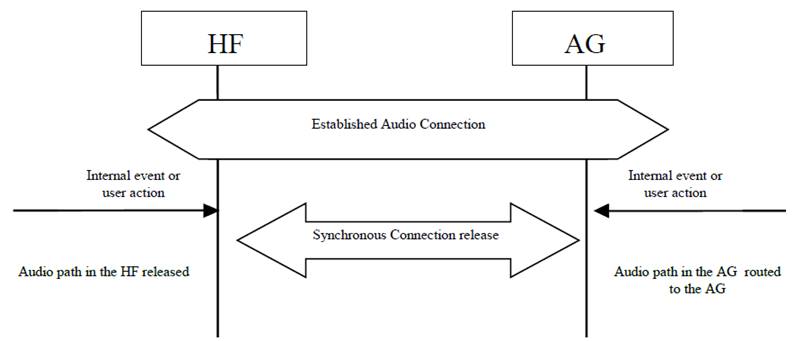 HF
AG
Established Audio Connection
Internal event or
user action
Internal event or
user action
Synchronous Connection release
Audio path in the HF released
Audio path in the AG routed
to the AG